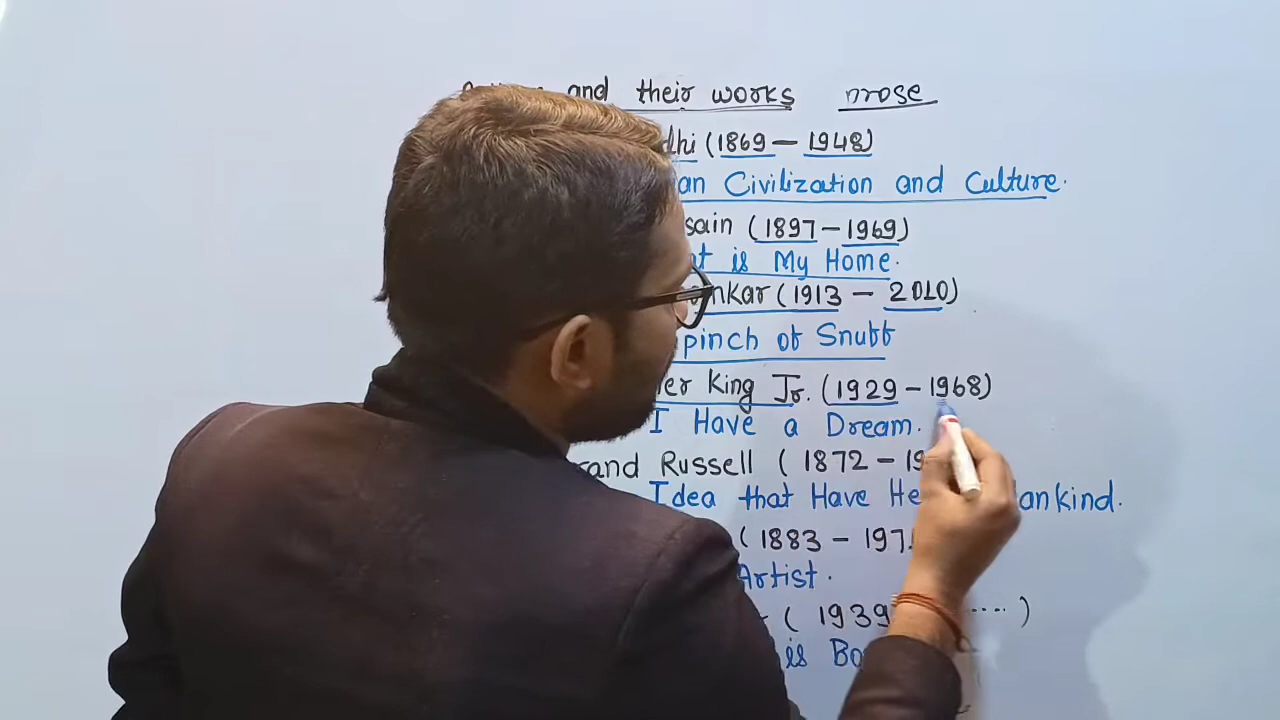 and their works prose
dhi (1869 – 1948)
an Civilization and Culture.
sain (1897 – 1969)
t is My Home.
nkar (1913 – 2010)
pinch of Snuff
er King Jr. (1929 – 1968)
I Have a Dream.
rand Russell ( 1872 – 19
Idea that Have He ankind.
( 1883 – 197
Artist.
( 1939 .... )
is Bo